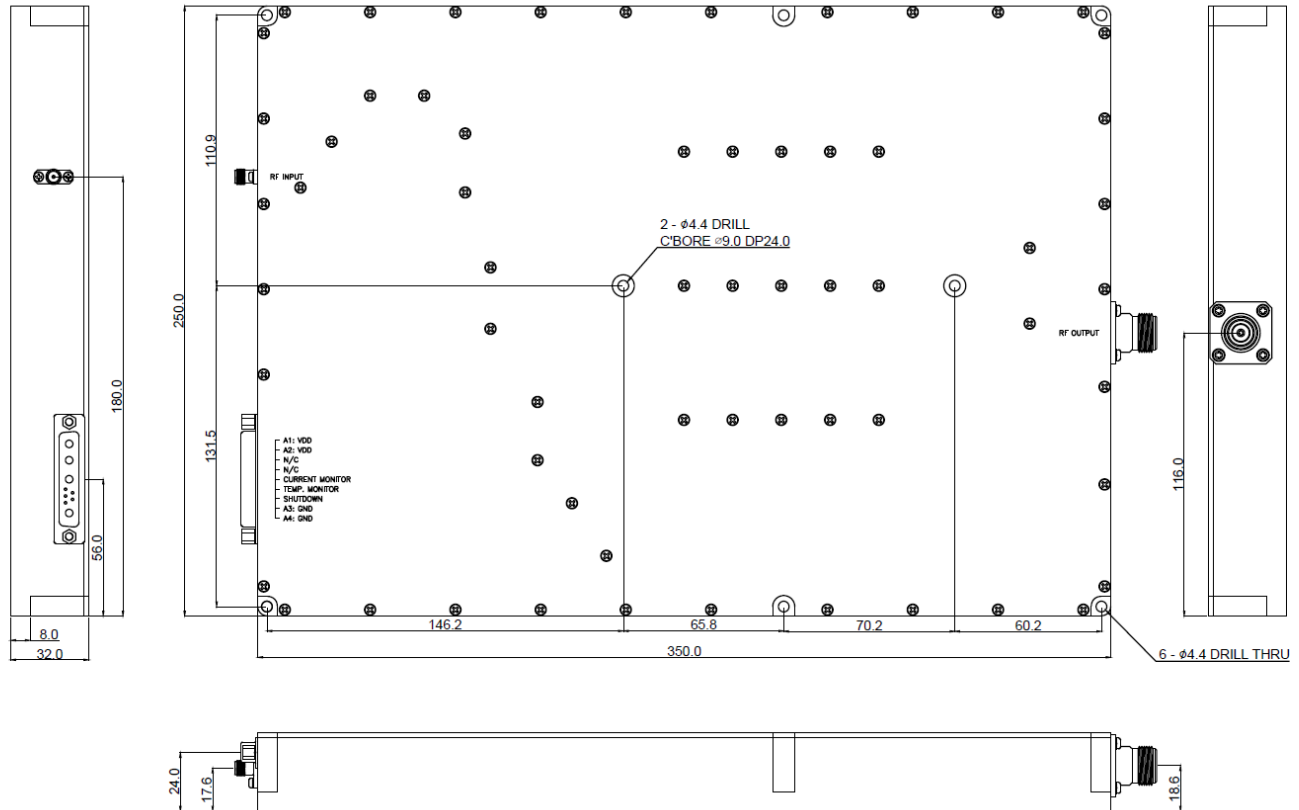 110.9
RF INPUT
2 - ϕ4.4 DRILL
C'BORE ⌀9.0 DP24.0
250.0
180.0
RF OUTPUT
131.5
116.0
A1: VDD
A2: VDD
N/C
N/C
CURRENT MONITOR
TEMP. MONITOR
SHUTDOWN
A3: GND
A4: GND
56.0
146.2
65.8
70.2
60.2
8.0
32.0
350.0
6 - ϕ4.4 DRILL THRU
24.0
17.6
18.6